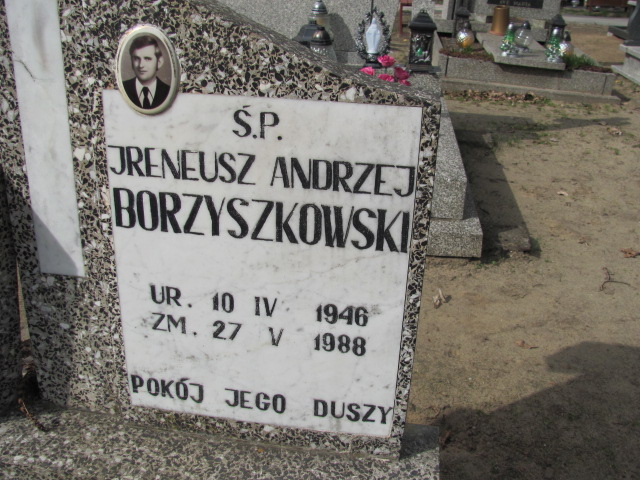 Ś.P.
JRENEUSZ ANDRZEJ
BORZYSZKOWSKI
UR. 10 IV 1946
ZM. 27 V 1988
POKÓJ JEGO DUSZY